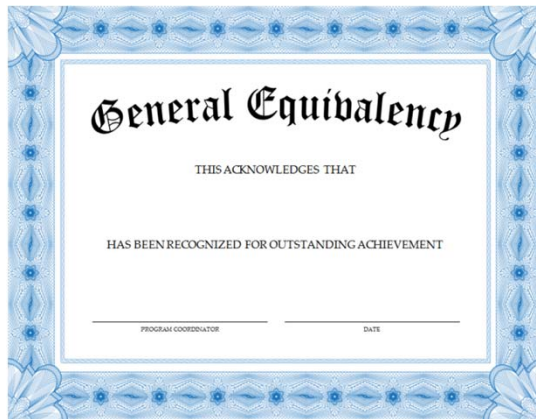 General Equivalency
THIS ACKNOWLEDGES THAT
HAS BEEN RECOGNIZED FOR OUTSTANDING ACHIEVEMENT
PROGRAM COORDINATOR DATE